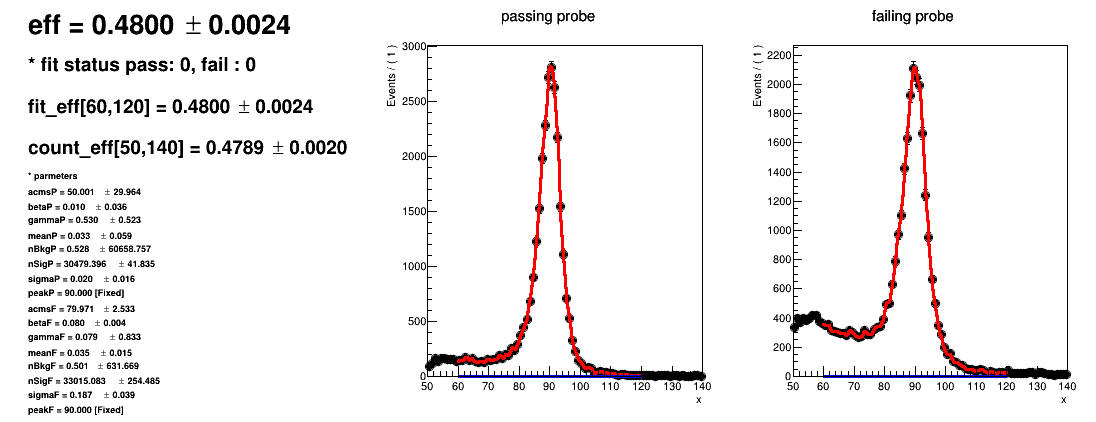 eff = 0.4800 ± 0.0024
* fit status pass: 0, fail : 0
fit_eff[60,120] = 0.4800 ± 0.0024
count_eff[50,140] = 0.4789 ± 0.0020
* parmeters
acmsP = 50.001 ± 29.964
betaP = 0.010 ± 0.036
gammaP = 0.530 ± 0.523
meanP = 0.033 ± 0.059
nBkgP = 0.528 ± 60658.757
nSigP = 30479.396 ± 41.835
sigmaP = 0.020 ± 0.016
peakP = 90.000 [Fixed]
acmsF = 79.971 ± 2.533
betaF = 0.080 ± 0.004
gammaF = 0.079 ± 0.833
meanF = 0.035 ± 0.015
nBkgF = 0.501 ± 631.669
nSigF = 33015.083 ± 254.485
sigmaF = 0.187 ± 0.039
peakF = 90.000 [Fixed]
passing probe
Events / ( 1 )
3000
2500
2000
1500
1000
500
0
50 60 70 80 90 100 110 120 130 140
x
failing probe
Events / ( 1 )
2200
2000
1800
1600
1400
1200
1000
800
600
400
200
0
50 60 70 80 90 100 110 120 130 140
x